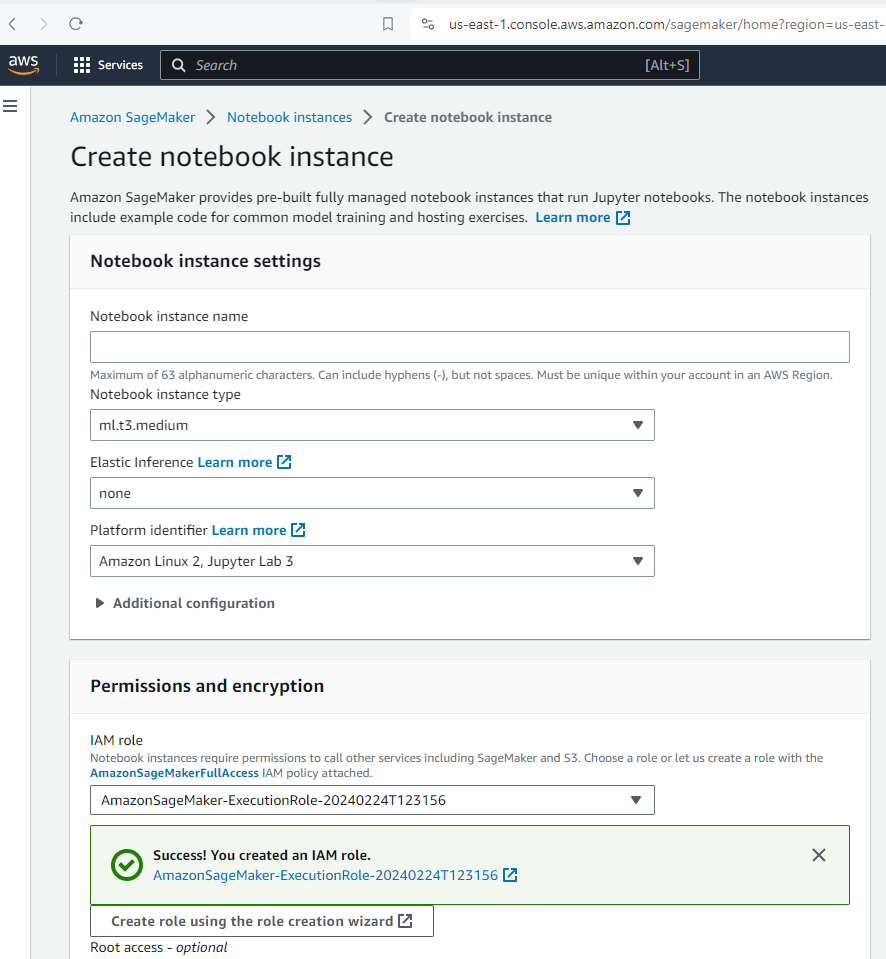 us-east-1.console.aws.amazon.com/sagemaker/home?region=us-east-
aws
Services
Search
[Alt+S]
Amazon SageMaker > Notebook instances > Create notebook instance
Create notebook instance
Amazon SageMaker provides pre-built fully managed notebook instances that run Jupyter notebooks. The notebook instances
include example code for common model training and hosting exercises. Learn more
Notebook instance settings
Notebook instance name
Maximum of 63 alphanumeric characters. Can include hyphens (-), but not spaces. Must be unique within your account in an AWS Region.
Notebook instance type
ml.t3.medium
Elastic Inference Learn more
none
Platform identifier Learn more
Amazon Linux 2, Jupyter Lab 3
Additional configuration
Permissions and encryption
IAM role
Notebook instances require permissions to call other services including SageMaker and S3. Choose a role or let us create a role with the
AmazonSageMakerFullAccess IAM policy attached.
AmazonSageMaker-ExecutionRole-20240224T123156
Success! You created an IAM role.
AmazonSageMaker-ExecutionRole-20240224T123156
Create role using the role creation wizard
Root access - optional